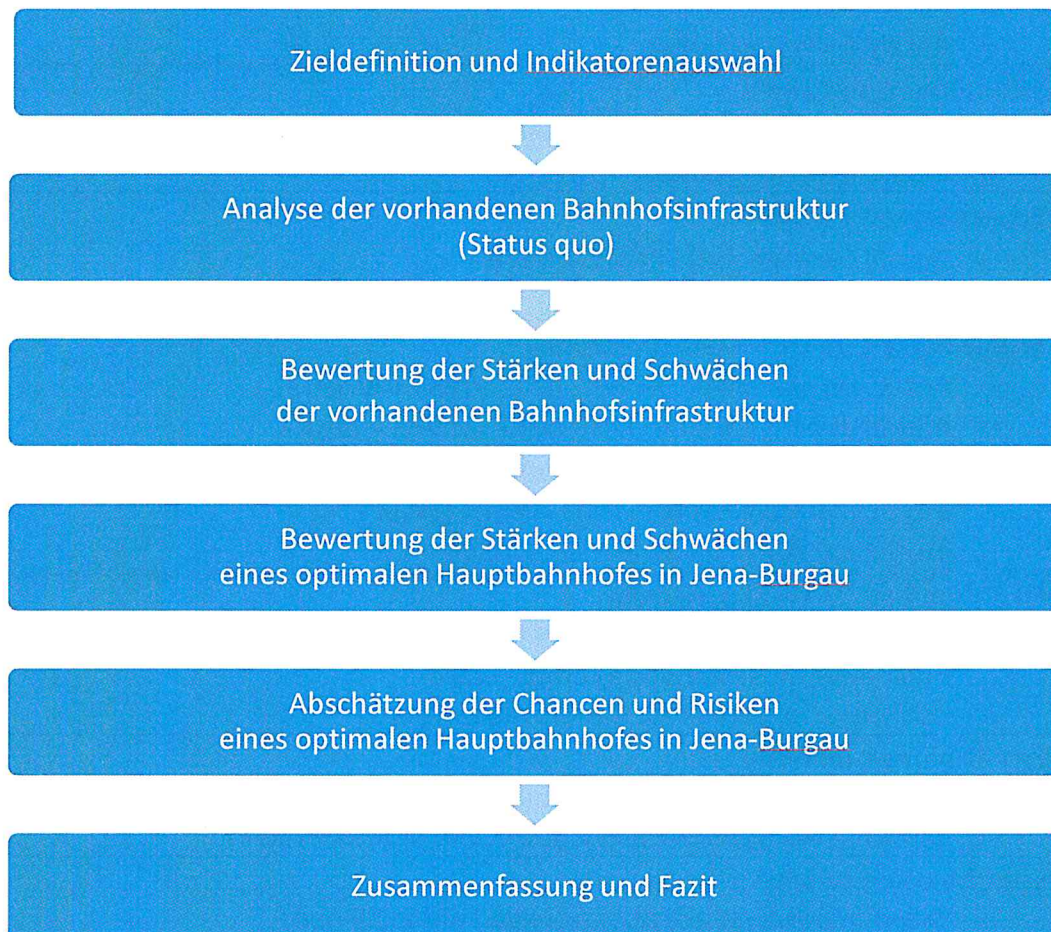 Zieldefinition und Indikatorenauswahl
Analyse der vorhandenen Bahnhofsinfrastruktur
(Status quo)
Bewertung der Stärken und Schwächen
der vorhandenen Bahnhofsinfrastruktur
Bewertung der Stärken und Schwächen
eines optimalen Hauptbahnhofes in Jena-Burgau
Abschätzung der Chancen und Risiken
eines optimalen Hauptbahnhofes in Jena-Burgau
Zusammenfassung und Fazit